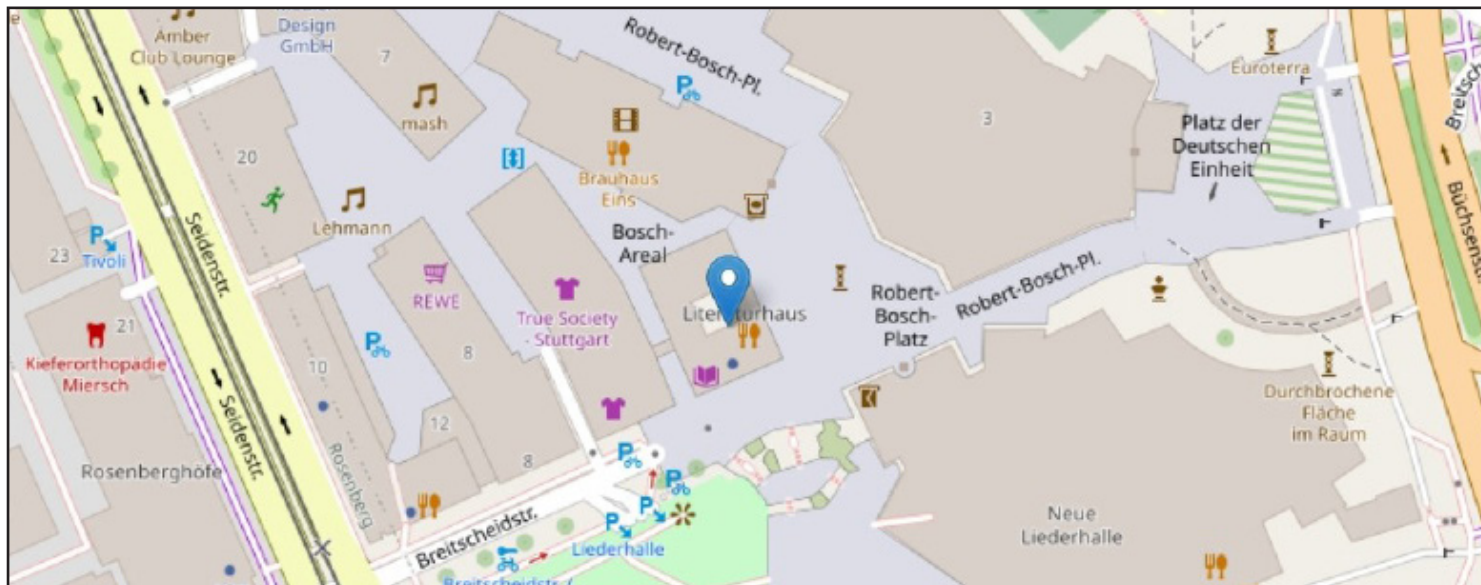 Design
GmbH
Amber
Club Lounge
7
mash
Robert-Bosch-Pl.
3
Euroterra
Platz der
Deutschen
Einheit
20
Brauhaus
Eins
Lehmann
Bosch-
Areal
Seidenstr.
23
Tivoli
REWE
True Society
- Stuttgart
Literaturhaus
Robert-
Bosch-
Platz
Robert-Bosch-Pl.
21
Kieferorthopädie
Miersch
8
10
12
8
Seidenstr.
Rosenberghöfe
Rosenberg
Breitscheidstr.
Liederhalle
Breitscheidstr. /
Neue
Liederhalle
Durchbrochene
Fläche
im Raum